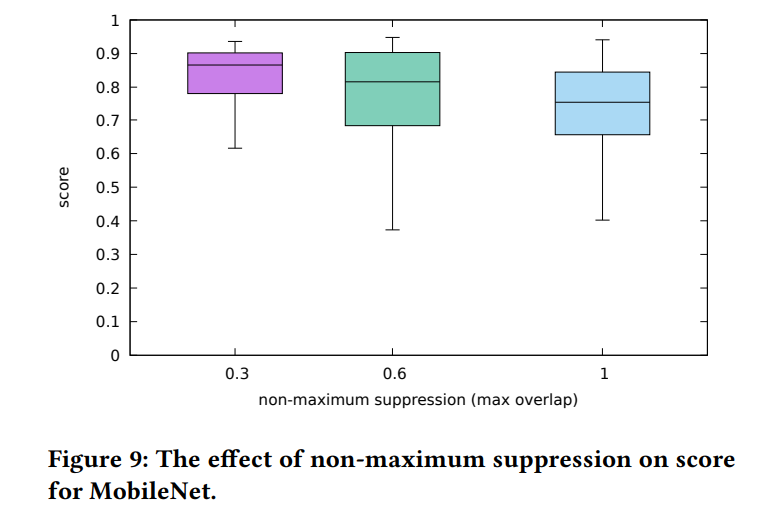 1
0.9
0.8
0.7
0.6
0.5
0.4
0.3
0.2
0.1
0
score
0.3 0.6 1
non-maximum suppression (max overlap)
Figure 9: The effect of non-maximum suppression on score
for MobileNet.